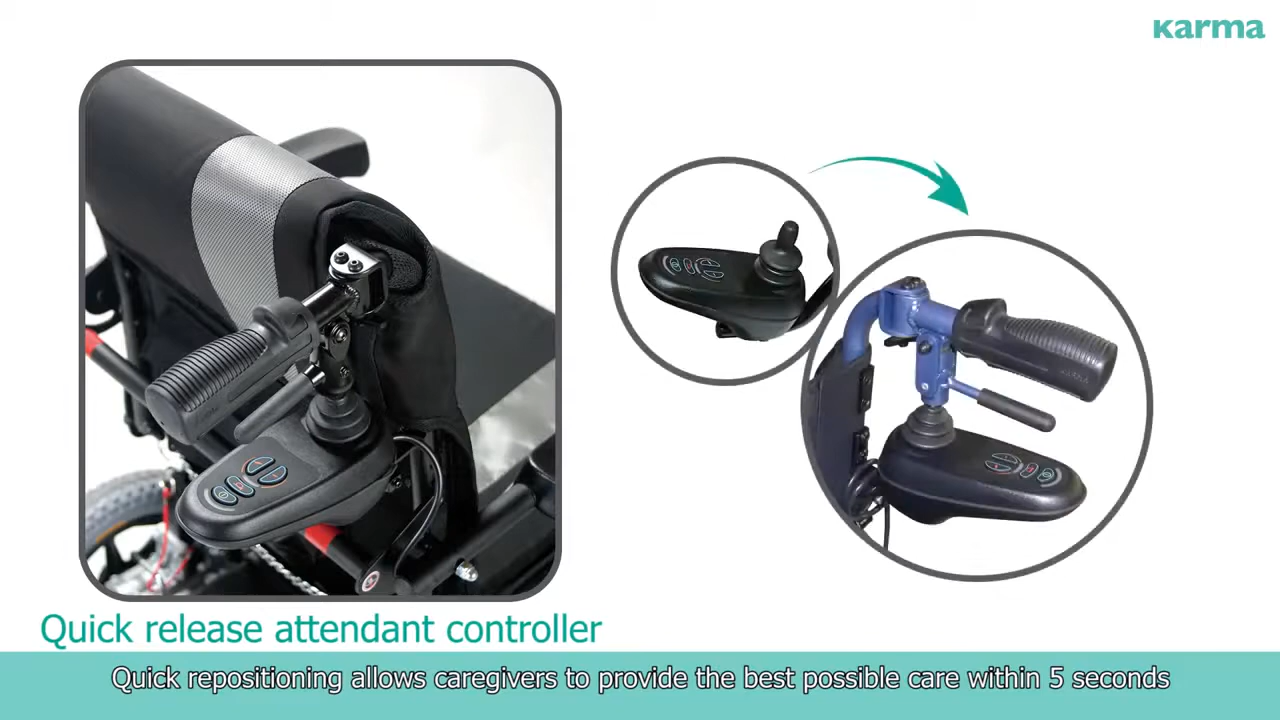 Karma
Quick release attendant controller
Quick repositioning allows caregivers to provide the best possible care within 5 seconds